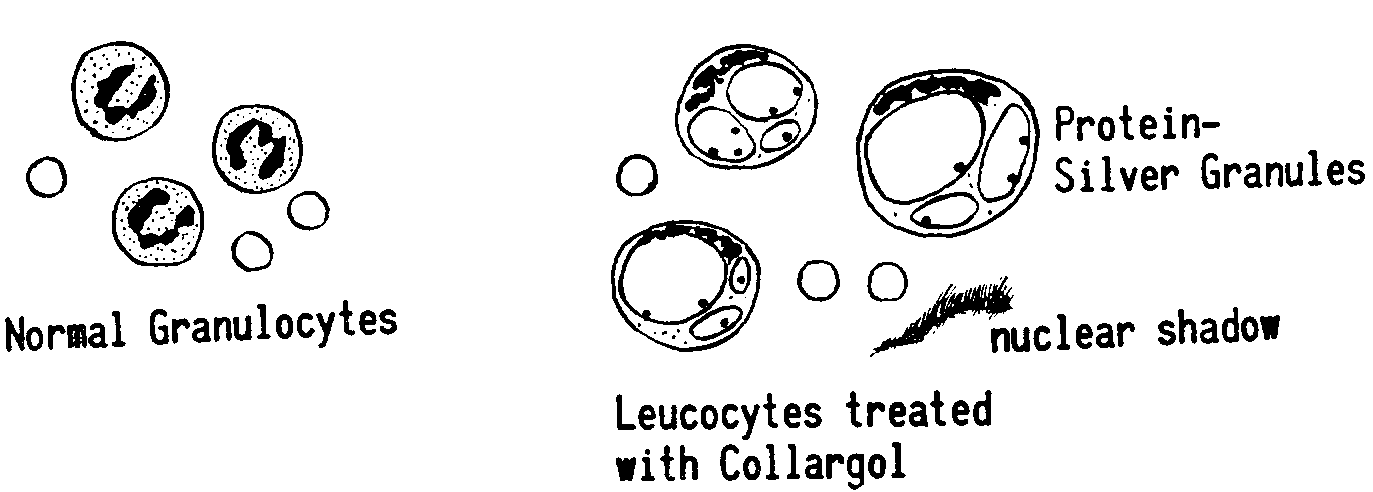 Normal Granulocytes
Protein-
Silver Granules
nuclear shadow
Leucocytes treated
with Collargol